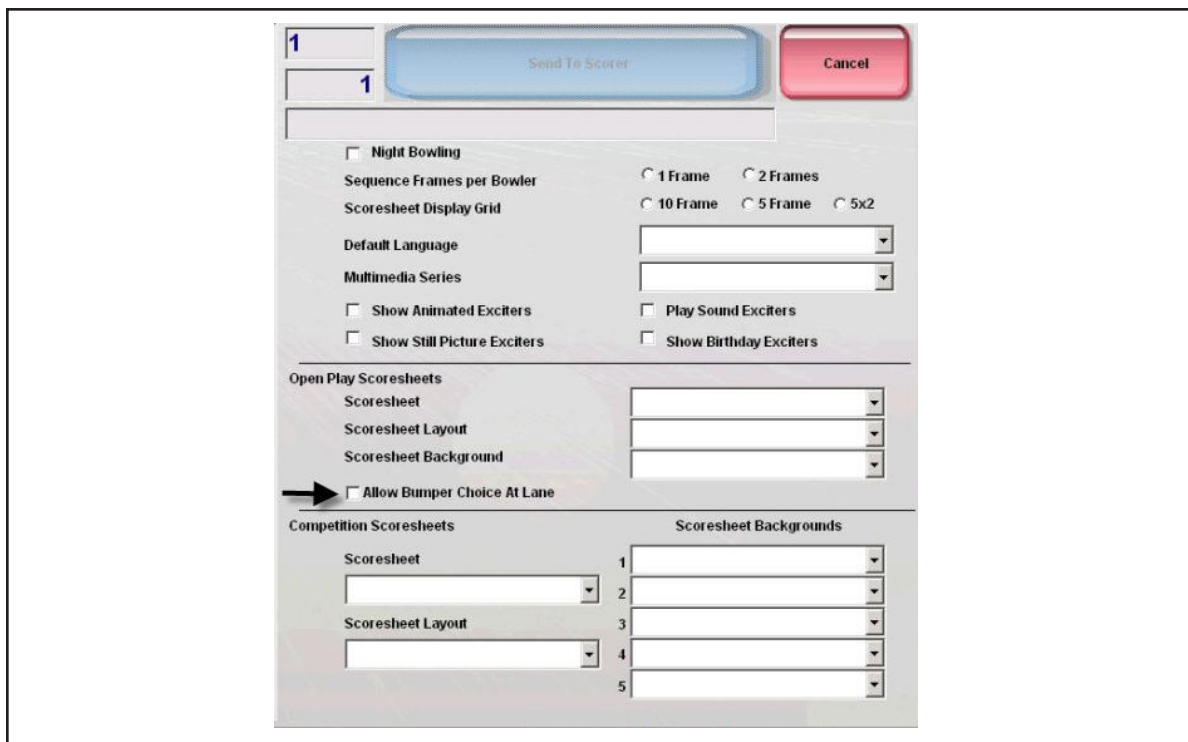 1
Send To Scorer
Cancel
1
Night Bowling
Sequence Frames per Bowler
1 Frame
2 Frames
Scoresheet Display Grid
10 Frame
5 Frame
5x2
Default Language
Multimedia Series
Show Animated Exciters
Play Sound Exciters
Show Still Picture Exciters
Show Birthday Exciters
Open Play Scoresheets
Scoresheet
Scoresheet Layout
Scoresheet Background
Allow Bumper Choice At Lane
Competition Scoresheets
Scoresheet Backgrounds
Scoresheet
1
2
Scoresheet Layout
3
4
5